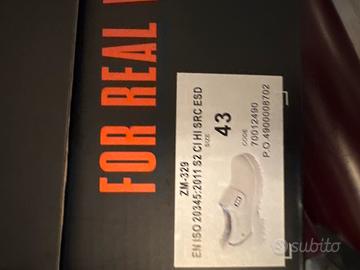 FOR REAL
ZM-329
EN ISO 20345:2011 S2 CI HI SRC ESD
SIZE
43
CODE
70012490
P.O.4900008702
subito